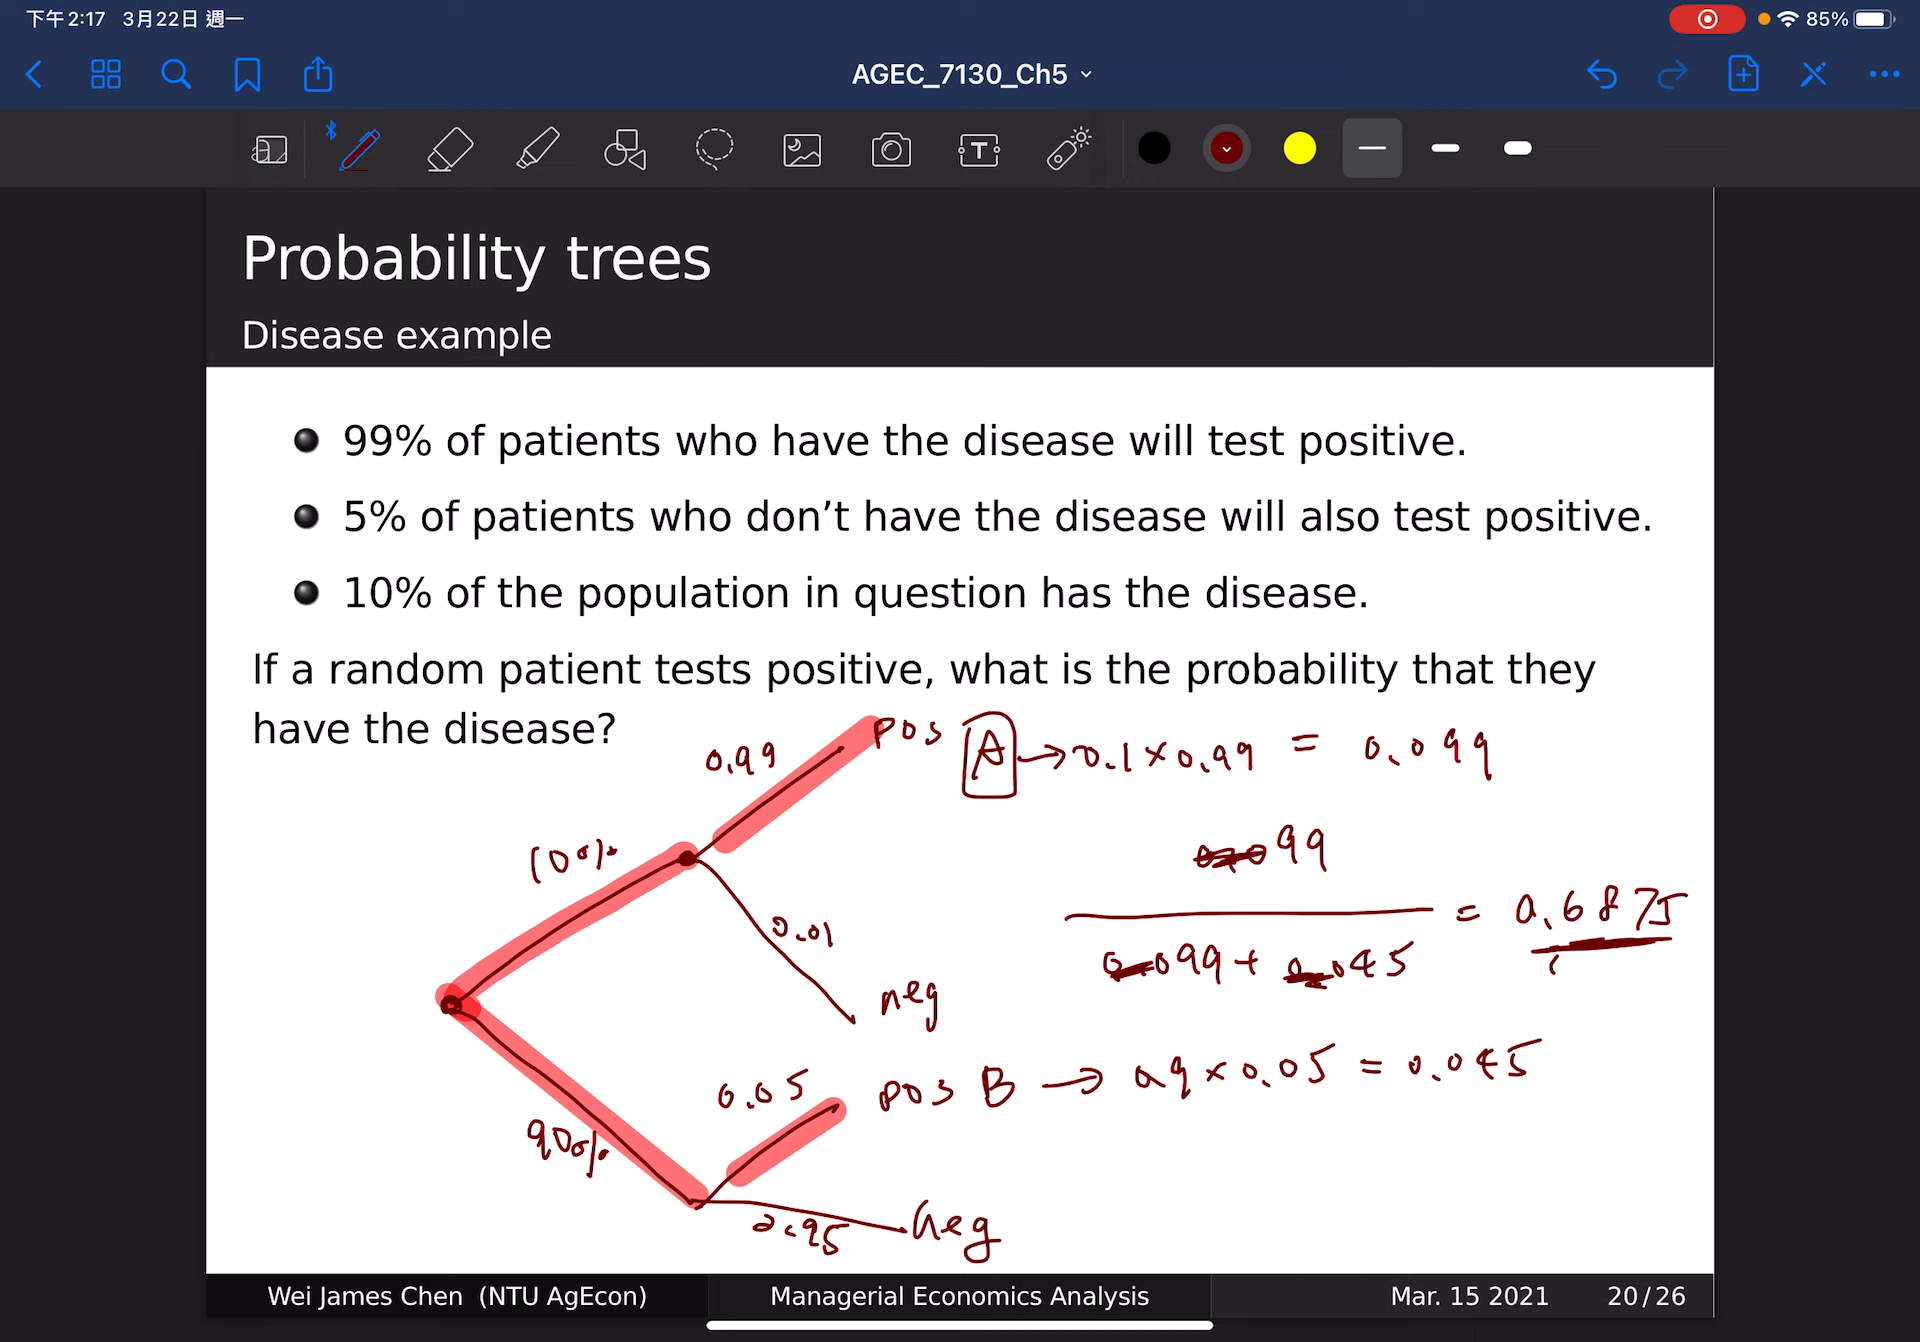 下午2:17 3月22日 週一
85%
AGEC_7130_Ch5
Probability trees
Disease example
99% of patients who have the disease will test positive.
5% of patients who don’t have the disease will also test positive.
10% of the population in question has the disease.
If a random patient tests positive, what is the probability that they
have the disease?
0.99 pos A → 0.1 × 0.99 = 0.099
10%
99
0.01
= 0.6875
099 + 045
neg
0.05 pos B → 0.9 × 0.05 = 0.045
90%
0.95 neg
Wei James Chen (NTU AgEcon) Managerial Economics Analysis Mar. 15 2021 20/26